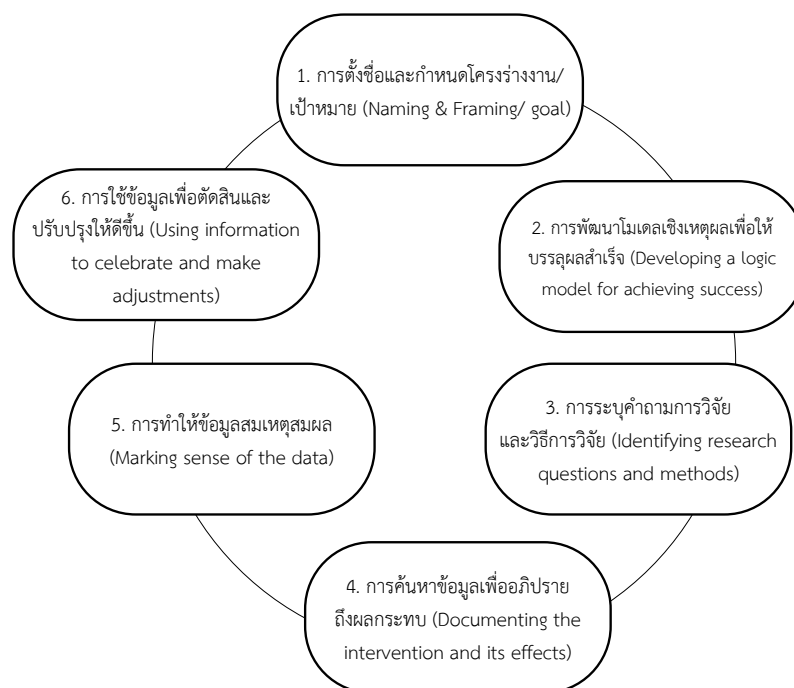 1. การตั้งชื่อและกำหนดโครงร่างงาน/
เป้าหมาย (Naming & Framing/ goal)
2. การพัฒนาโมเดลเชิงเหตุผลเพื่อให้
บรรลุผลสำเร็จ (Developing a logic
model for achieving success)
3. การระบุคำถามการวิจัย
และวิธีการวิจัย (Identifying research
questions and methods)
4. การค้นหาข้อมูลเพื่ออภิปราย
ถึงผลกระทบ (Documenting the
intervention and its effects)
5. การทำให้ข้อมูลสมเหตุสมผล
(Marking sense of the data)
6. การใช้ข้อมูลเพื่อตัดสินและ
ปรับปรุงให้ดีขึ้น (Using information
to celebrate and make
adjustments)